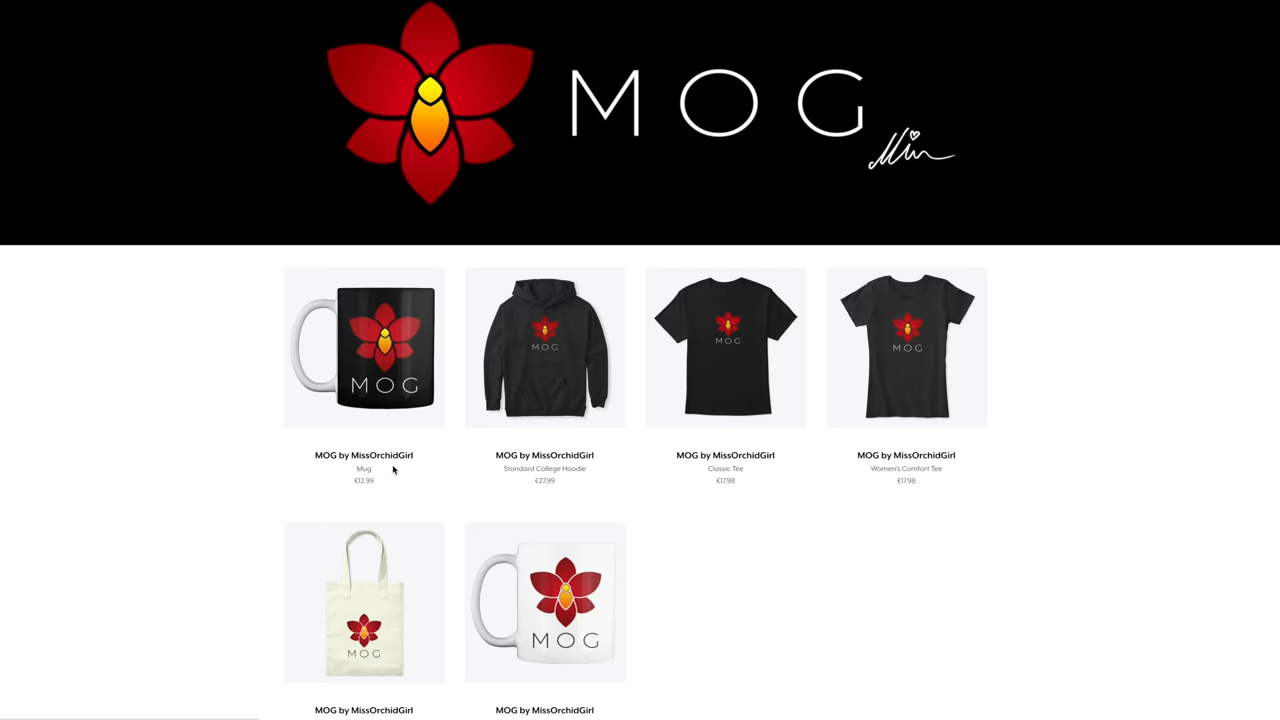 MOG
Min
MOG
MOG
MOG
MOG
MOG by MissOrchidGirl
Mug
€12.99
MOG by MissOrchidGirl
Standard College Hoodie
€27.99
MOG by MissOrchidGirl
Classic Tee
€17.98
MOG by MissOrchidGirl
Women's Comfort Tee
€17.98
MOG
MOG
MOG by MissOrchidGirl
MOG by MissOrchidGirl